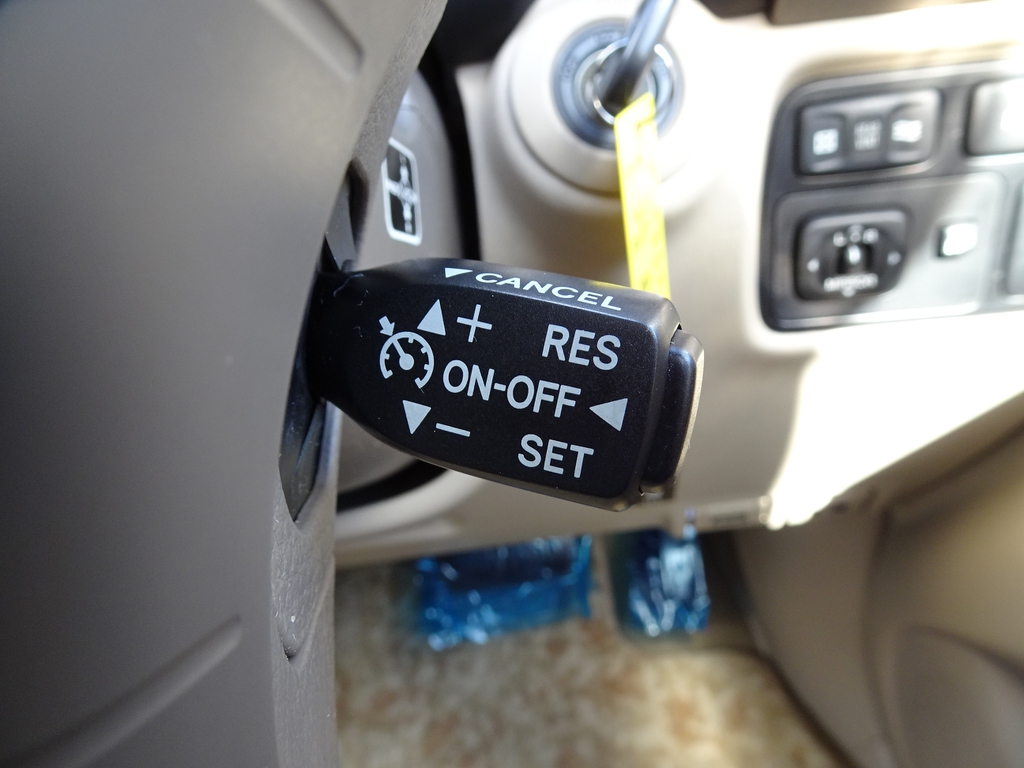 CANCEL
+ RES
ON-OFF
– SET